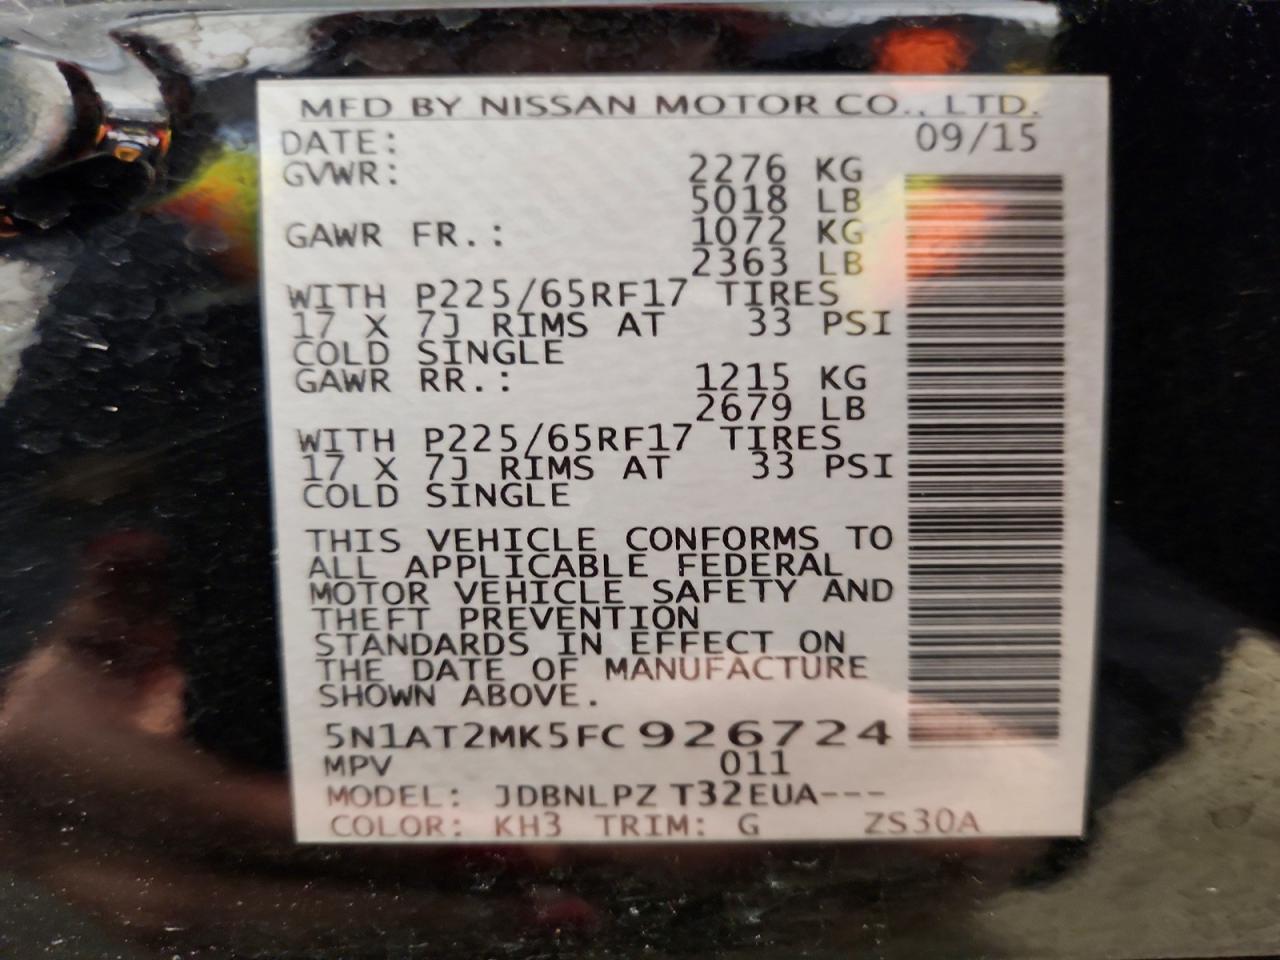 MFD BY NISSAN MOTOR CO., LTD.
DATE: 09/15
GVWR: 2276 KG
5018 LB
GAWR FR.: 1072 KG
2363 LB
WITH P225/65RF17 TIRES
17 X 7J RIMS AT 33 PSI
COLD SINGLE
GAWR RR.: 1215 KG
2679 LB
WITH P225/65RF17 TIRES
17 X 7J RIMS AT 33 PSI
COLD SINGLE
THIS VEHICLE CONFORMS TO
ALL APPLICABLE FEDERAL
MOTOR VEHICLE SAFETY AND
THEFT PREVENTION
STANDARDS IN EFFECT ON
THE DATE OF MANUFACTURE
SHOWN ABOVE.
5N1AT2MK5FC926724
MPV 011
MODEL: JDBNLPZ T32EUA---
COLOR: KH3 TRIM: G ZS30A